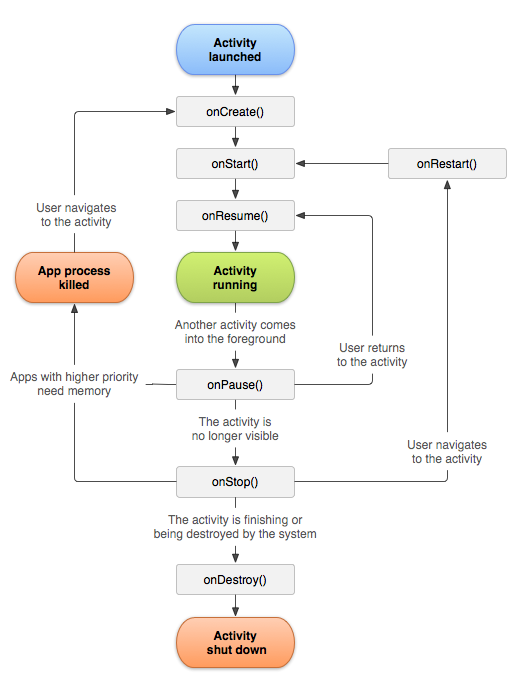 Activity
launched
onCreate()
onStart()
onRestart()
onResume()
User navigates
to the activity
App process
killed
Activity
running
Another activity comes
into the foreground
User returns
to the activity
Apps with higher priority
need memory
onPause()
The activity is
no longer visible
User navigates
to the activity
onStop()
The activity is finishing or
being destroyed by the system
onDestroy()
Activity
shut down